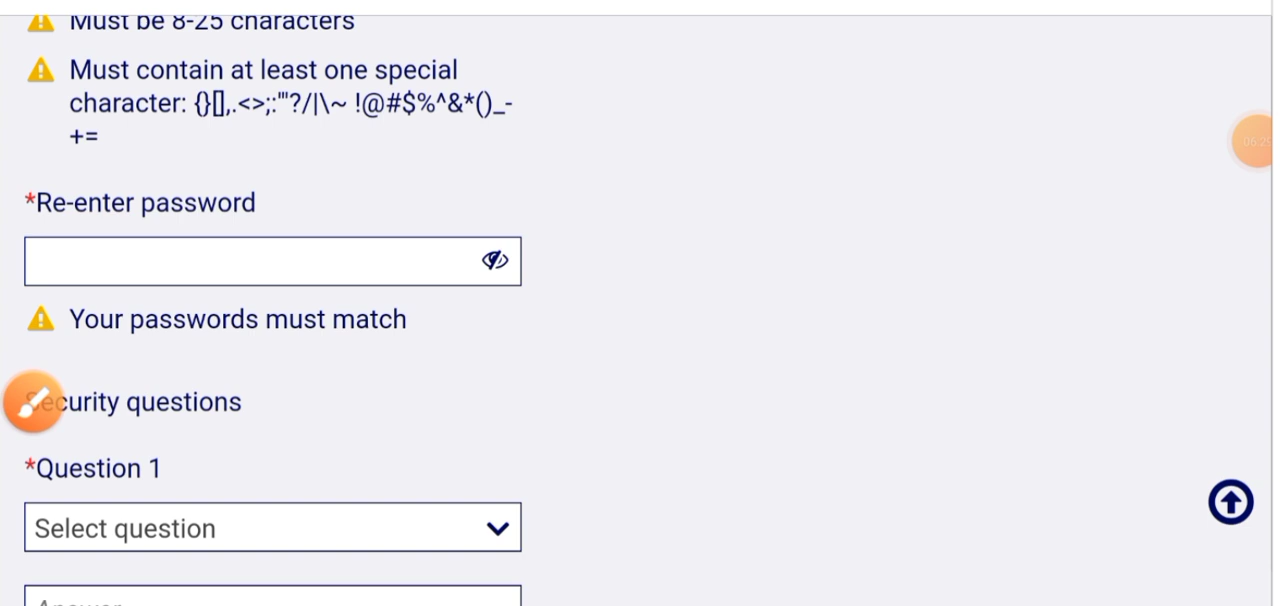 Must be 8-25 characters
Must contain at least one special
character: {}[],.<>;:'"?/|\~ !@#$%^&*()_-
+=
*Re-enter password
Your passwords must match
Security questions
*Question 1
Select question
Answer